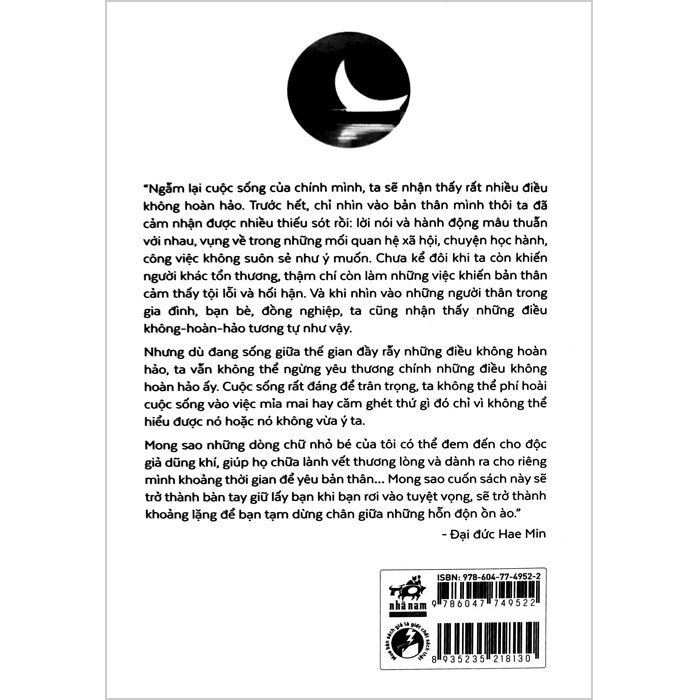 “Ngẫm lại cuộc sống của chính mình, ta sẽ nhận thấy rất nhiều điều
không hoàn hảo. Trước hết, chỉ nhìn vào bản thân mình thôi ta đã
cảm nhận được nhiều thiếu sót rồi: lời nói và hành động mâu thuẫn
với nhau, vụng về trong những mối quan hệ xã hội, chuyện học hành,
công việc không suôn sẻ như ý muốn. Chưa kể đôi khi ta còn khiến
người khác tổn thương, thậm chí còn làm những việc khiến bản thân
cảm thấy tội lỗi và hối hận. Và khi nhìn vào những người thân trong
gia đình, bạn bè, đồng nghiệp, ta cũng nhận thấy những điều
không-hoàn-hảo tương tự như vậy.
Nhưng dù đang sống giữa thế gian đầy rẫy những điều không hoàn
hảo, ta vẫn không thể ngừng yêu thương chính những điều không
hoàn hảo ấy. Cuộc sống rất đáng để trân trọng, ta không thể phí hoài
cuộc sống vào việc mỉa mai hay căm ghét thứ gì đó chỉ vì không thể
hiểu được nó hoặc nó không vừa ý ta.
Mong sao những dòng chữ nhỏ bé của tôi có thể đem đến cho độc
giả dũng khí, giúp họ chữa lành vết thương lòng và dành ra cho riêng
mình khoảng thời gian để yêu bản thân... Mong sao cuốn sách này sẽ
trở thành bàn tay giữ lấy bạn khi bạn rơi vào tuyệt vọng, sẽ trở thành
khoảng lặng để bạn tạm dừng chân giữa những hỗn độn ồn ào.”
- Đại đức Hae Min
nhã nam
ISBN: 978-604-77-4952-2
9 786047 749522
Mua bán sách giả là giết chết sách thật
8 935235 218130